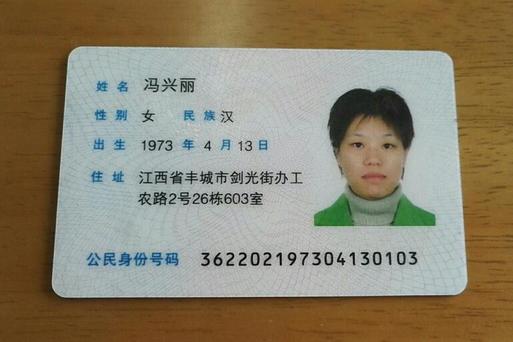 姓名 冯兴丽
性别 女 民族 汉
出生 1973 年 4 月 13 日
住址 江西省丰城市剑光街办工
农路2号26栋603室
公民身份号码 362202197304130103